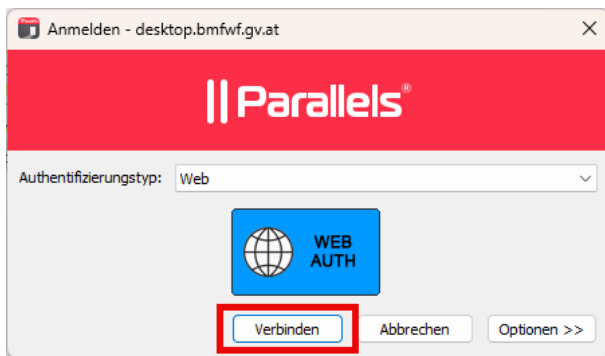 Anmelden - desktop.bmfwf.gv.at
Parallels®
Authentifizierungstyp: Web
WEB
AUTH
Verbinden Abbrechen Optionen >>